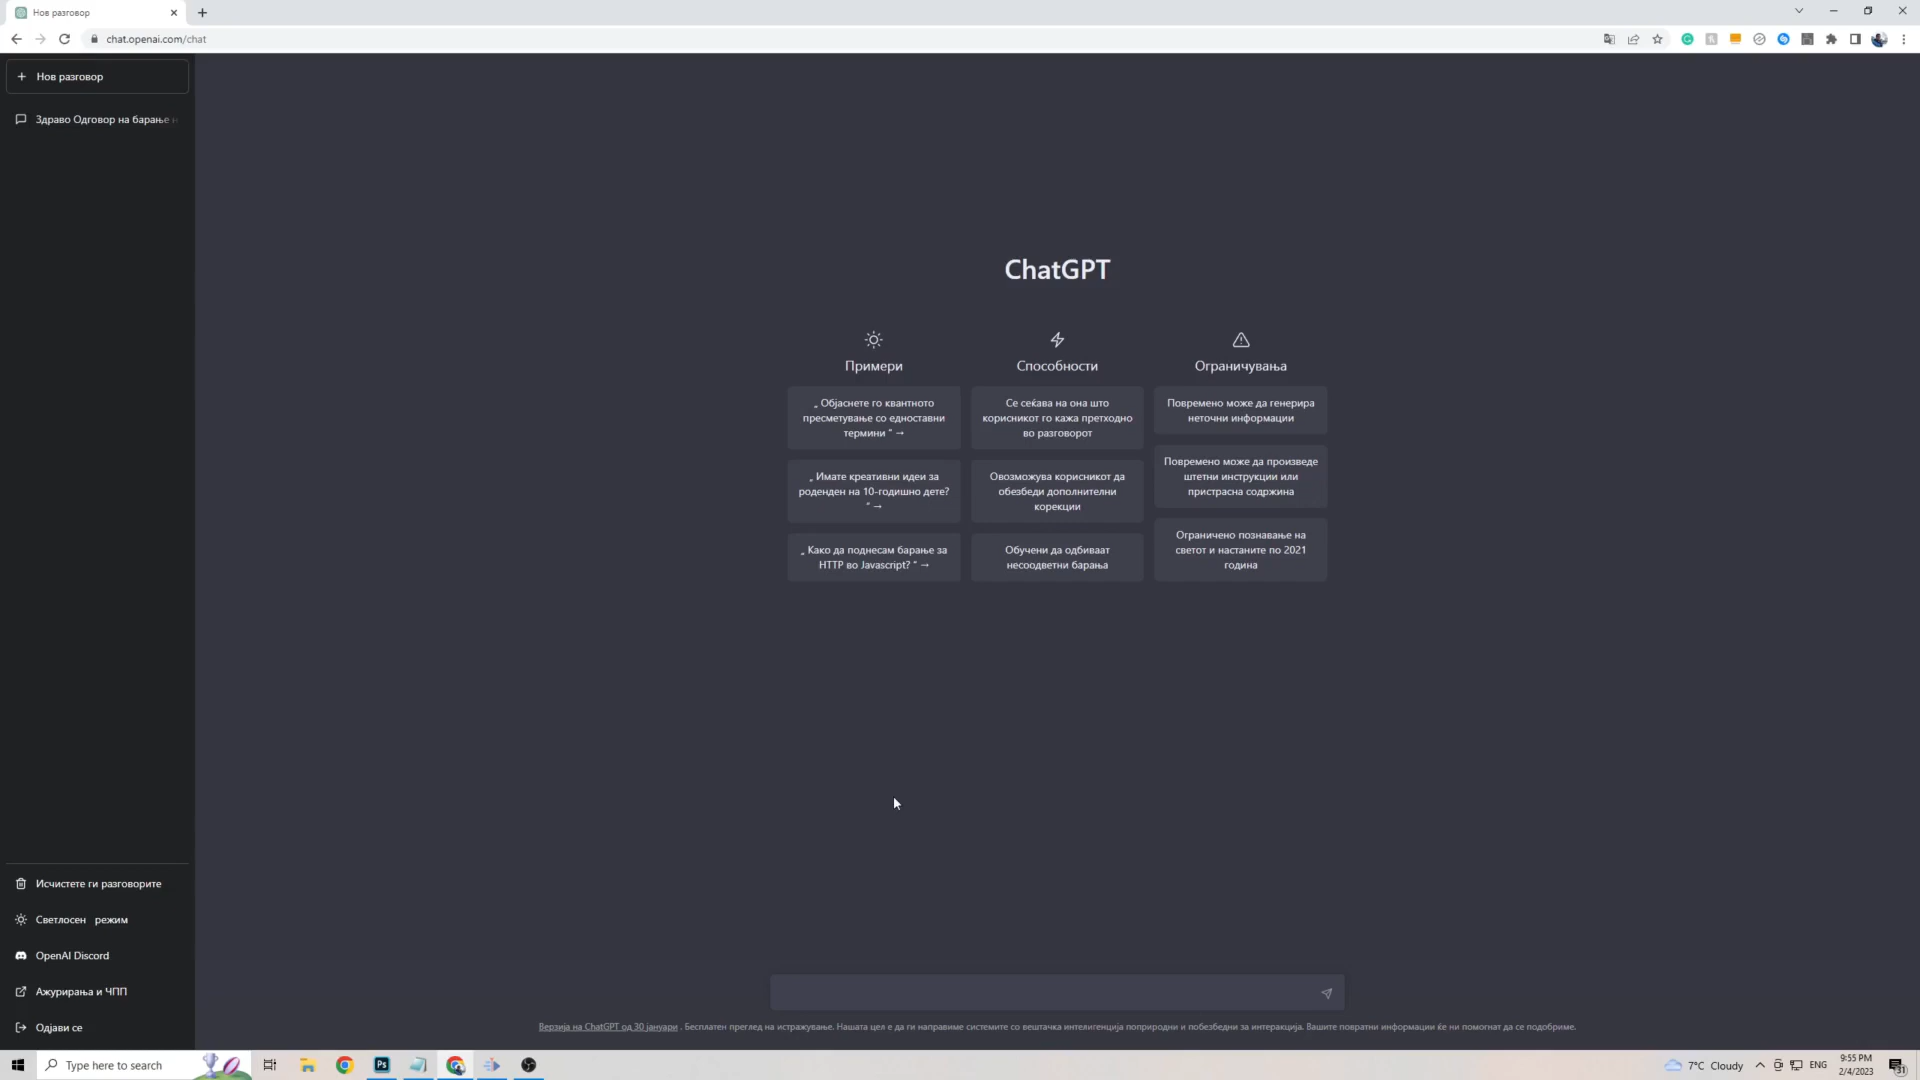 Нов разговор
chat.openai.com/chat
Нов разговор
Здраво Одговор на барање н
ChatGPT
Примери
„ Објаснете го квантното
пресметување со едноставни
термини “ →
„ Имате креативни идеи за
роденден на 10-годишно дете?
“ →
„ Како да поднесам барање за
HTTP во Javascript? “ →
Способности
Се сеќава на она што
корисникот го кажа претходно
во разговорот
Овозможува корисникот да
обезбеди дополнителни
корекции
Обучени да одбиваат
несоодветни барања
Ограничувања
Повремено може да генерира
неточни информации
Повремено може да произведе
штетни инструкции или
пристрасна содржина
Ограничено познавање на
светот и настаните по 2021
година
Исчистете ги разговорите
Светлосен режим
OpenAI Discord
Ажурирања и ЧПП
Одјави се
Верзија на ChatGPT од 30 јануари . Бесплатен преглед на истражување. Нашата цел е да ги направиме системите со вештачка интелигенција поприродни и побезбедни за интеракција. Вашите повратни информации ќе ни помогнат да се подобриме.
Type here to search
Ps
7°C Cloudy
ENG
9:55 PM
2/4/2023
31